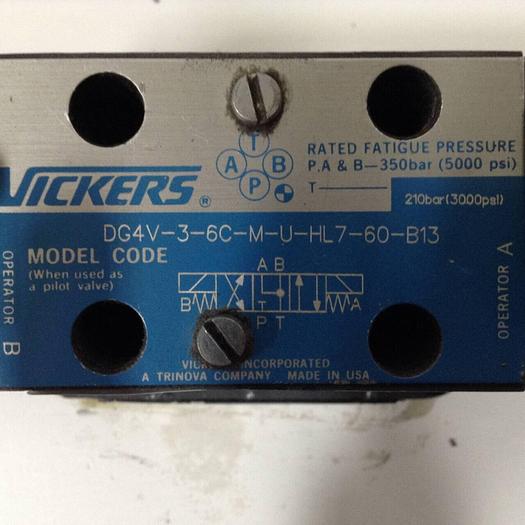 T
A B
P
VICKERS ®
RATED FATIGUE PRESSURE
P.A & B—350bar (5000 psi)
T
210bar(3000psi)
DG4V-3-6C-M-U-HL7-60-B13
MODEL CODE
(When used as
a pilot valve)
OPERATOR B
OPERATOR A
A B
B T A
P T
INCORPORATED
A TRINOVA COMPANY MADE IN USA